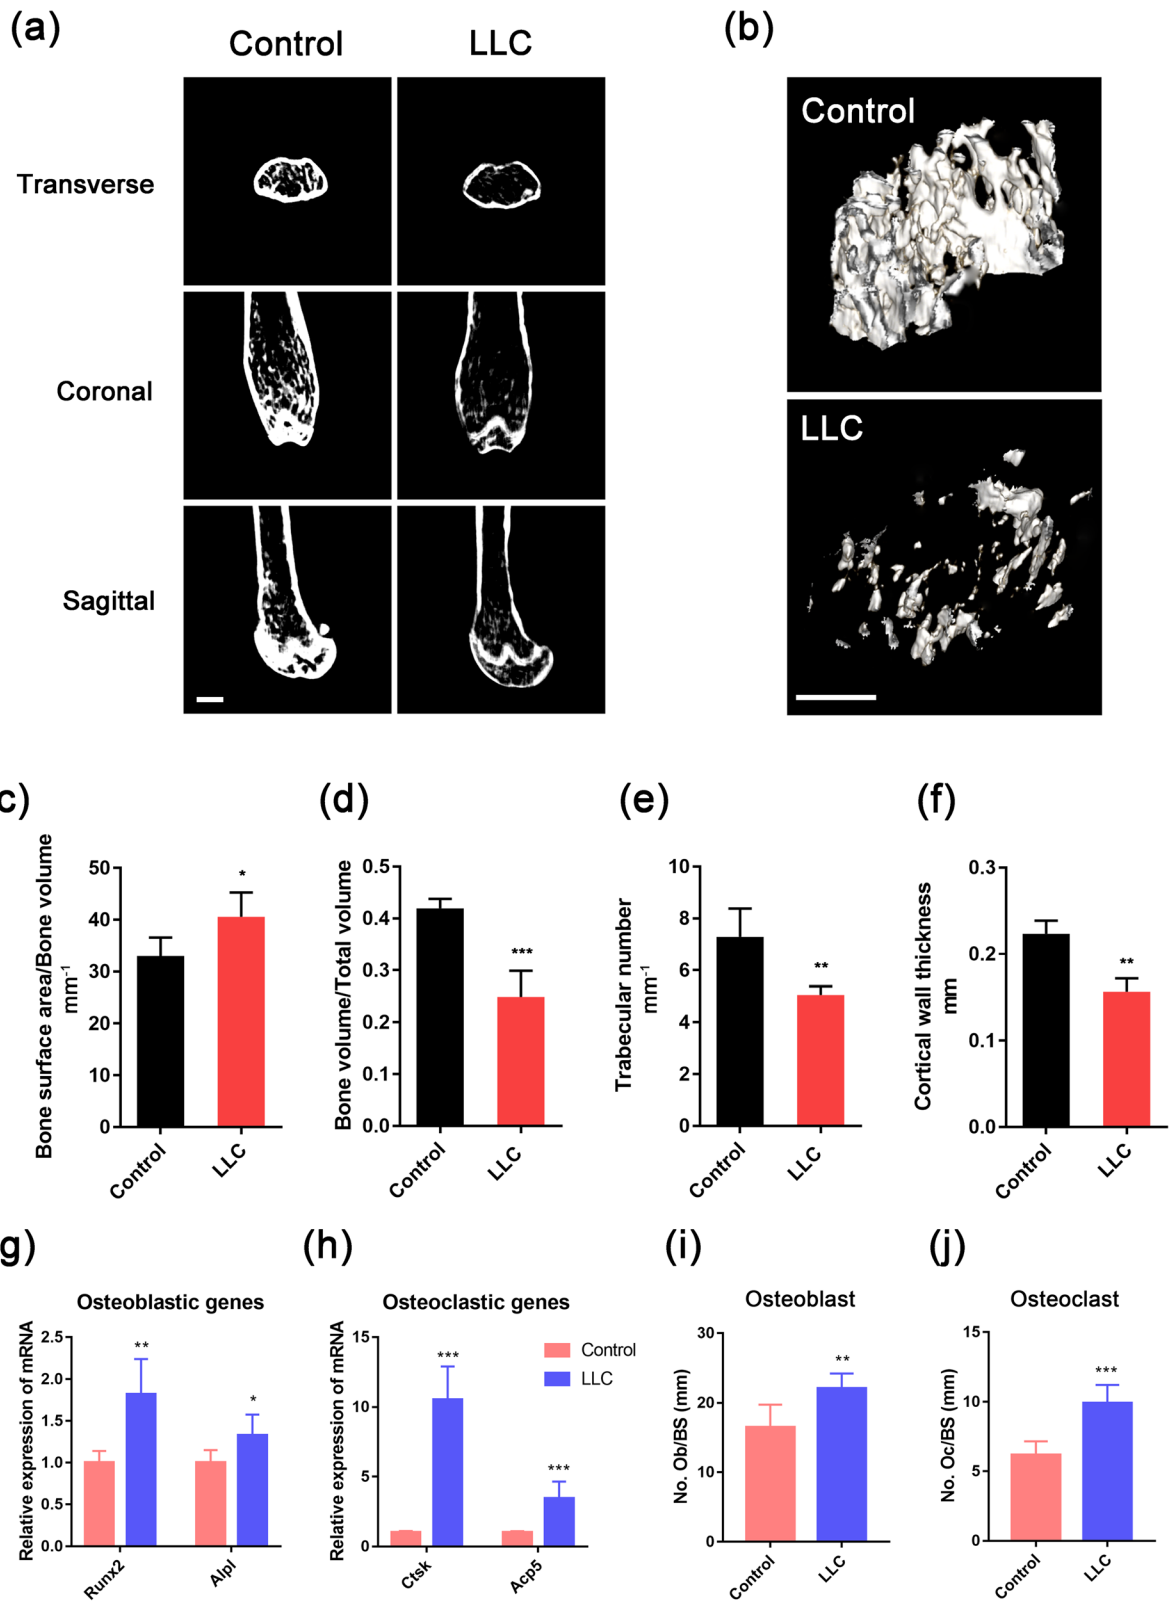 (a)
Control
LLC
(b)
Transverse
Coronal
Sagittal
Control
LLC
c)
(d)
(e)
(f)
Bone surface area/Bone volume
mm-1
50
40
30
20
10
0
*
Control
LLC
Bone volume/Total volume
0.5
0.4
0.3
0.2
0.1
0.0
***
Control
LLC
Trabecular number
mm-1
10
8
6
4
2
0
**
Control
LLC
Cortical wall thickness
mm
0.3
0.2
0.1
0.0
**
Control
LLC
g)
(h)
(i)
(j)
Osteoblastic genes
Relative expression of mRNA
2.5
2.0
1.5
1.0
0.5
0.0
**
*
Runx2
Alpl
Osteoclastic genes
Relative expression of mRNA
15
10
5
0
***
***
Ctsk
Acp5
Control
LLC
Osteoblast
No. Ob/BS (mm)
30
20
10
0
**
Control
LLC
Osteoclast
No. Oc/BS (mm)
15
10
5
0
***
Control
LLC